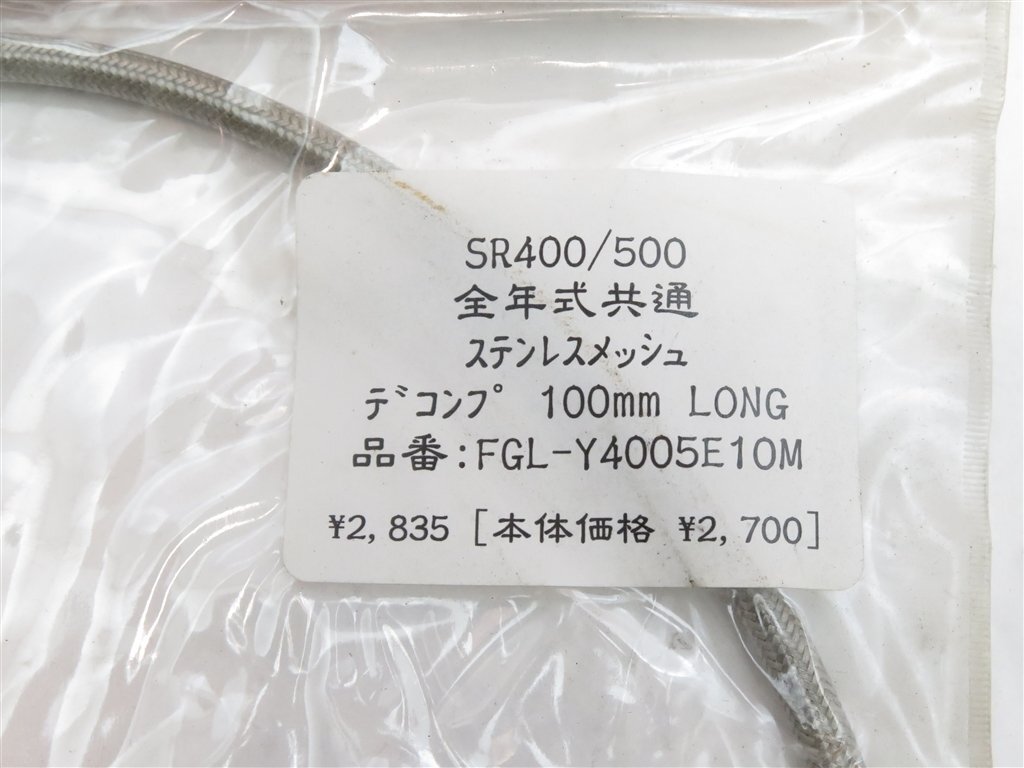 SR400/500
全年式共通
ｽﾃﾝﾚｽﾒｯｼｭ
ﾃﾞｺﾝﾌﾟ 100mm LONG
品番:FGL-Y4005E10M
¥2,835 [本体価格 ¥2,700]